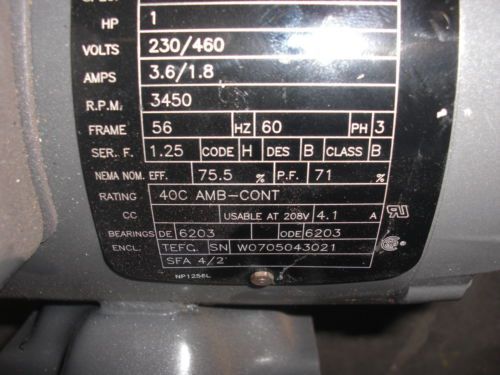 HP 1
VOLTS 230/460
AMPS 3.6/1.8
R.P.M. 3450
FRAME 56 HZ 60 PH 3
SER. F. 1.25 CODE H DES B CLASS B
NEMA NOM. EFF. 75.5 % P.F. 71 %
RATING 40C AMB-CONT
CC USABLE AT 208V 4.1 A
BEARINGS DE 6203 ODE 6203
ENCL. TEFC SN W0705043021
SFA 4/2
NP1256L